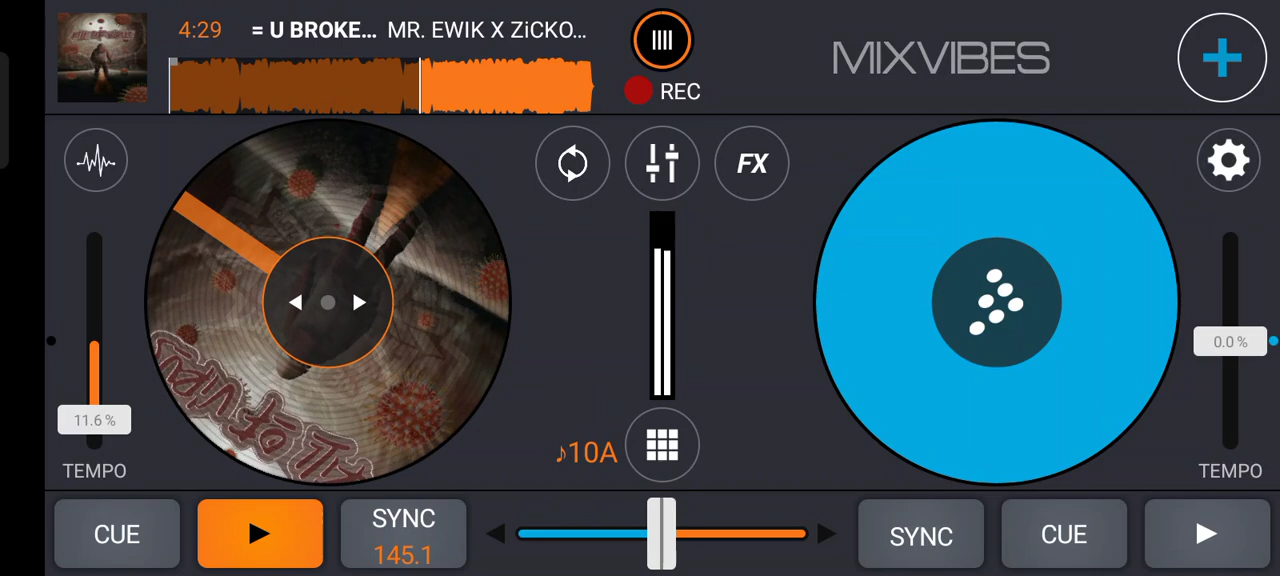 4:29 = U BROKE... MR. EWIK X ZiCKO...
MIXVIBES
REC
FX
11.6 %
0.0 %
♪10A
TEMPO
TEMPO
CUE
SYNC
145.1
SYNC
CUE